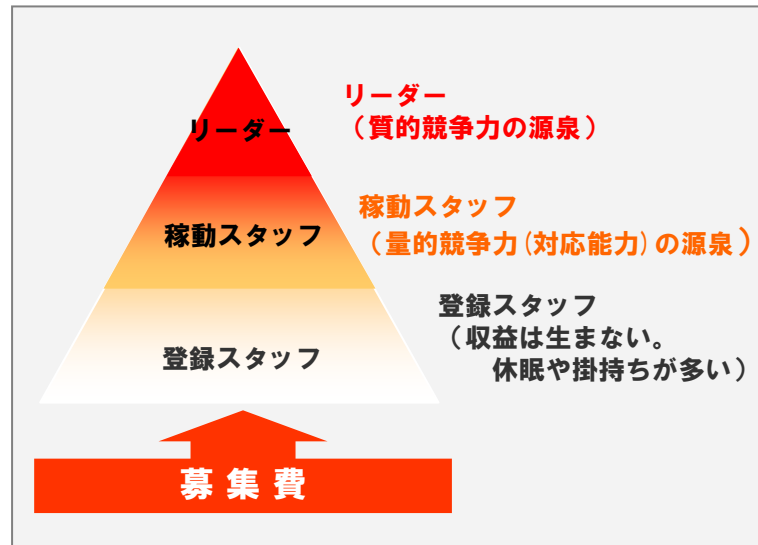 リーダー
リーダー
（質的競争力の源泉）
稼動スタッフ
稼動スタッフ
（量的競争力(対応能力)の源泉）
登録スタッフ
登録スタッフ
（収益は生まない。
休眠や掛持ちが多い）
募集費